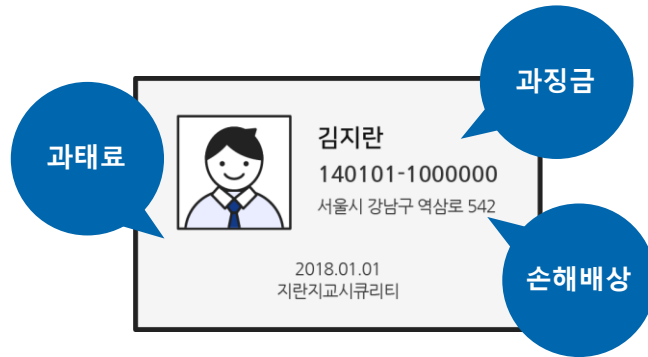 과징금
과태료
김지란
140101-1000000
서울시 강남구 역삼로 542
손해배상
2018.01.01
지란지교시큐리티